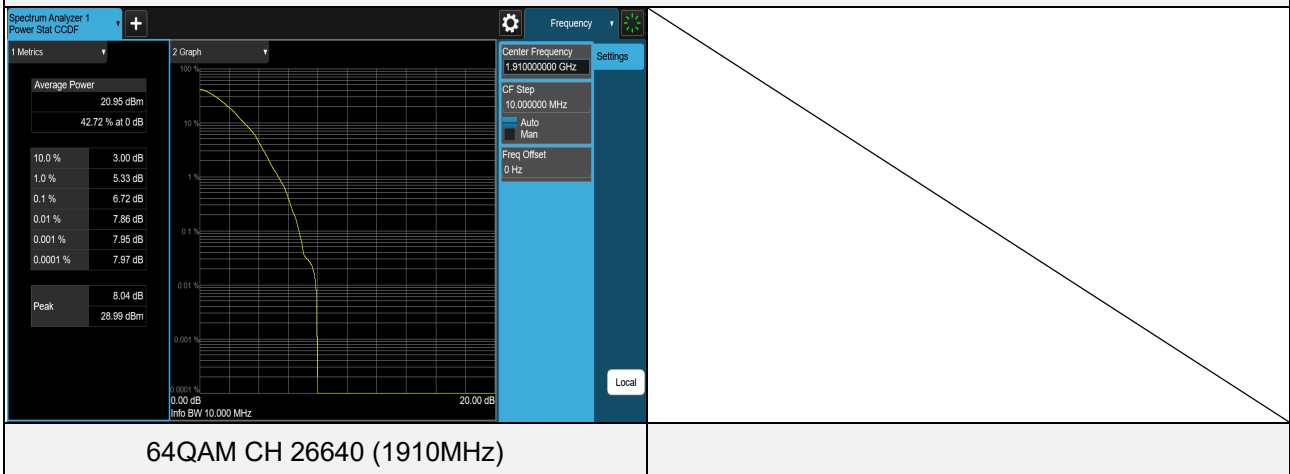 Spectrum Analyzer 1
Power Stat CCDF
Frequency
1 Metrics
2 Graph
Center Frequency
1.910000000 GHz
Settings
CF Step
10.000000 MHz
Auto
Man
Freq Offset
0 Hz
Average Power
20.95 dBm
42.72 % at 0 dB
10.0 % 3.00 dB
1.0 % 5.33 dB
0.1 % 6.72 dB
0.01 % 7.86 dB
0.001 % 7.95 dB
0.0001 % 7.97 dB
Peak 8.04 dB
28.99 dBm
100 %
10 %
1 %
0.1 %
0.01 %
0.001 %
0.0001 %
0.00 dB 20.00 dB
Info BW 10.000 MHz
Local
64QAM CH 26640 (1910MHz)